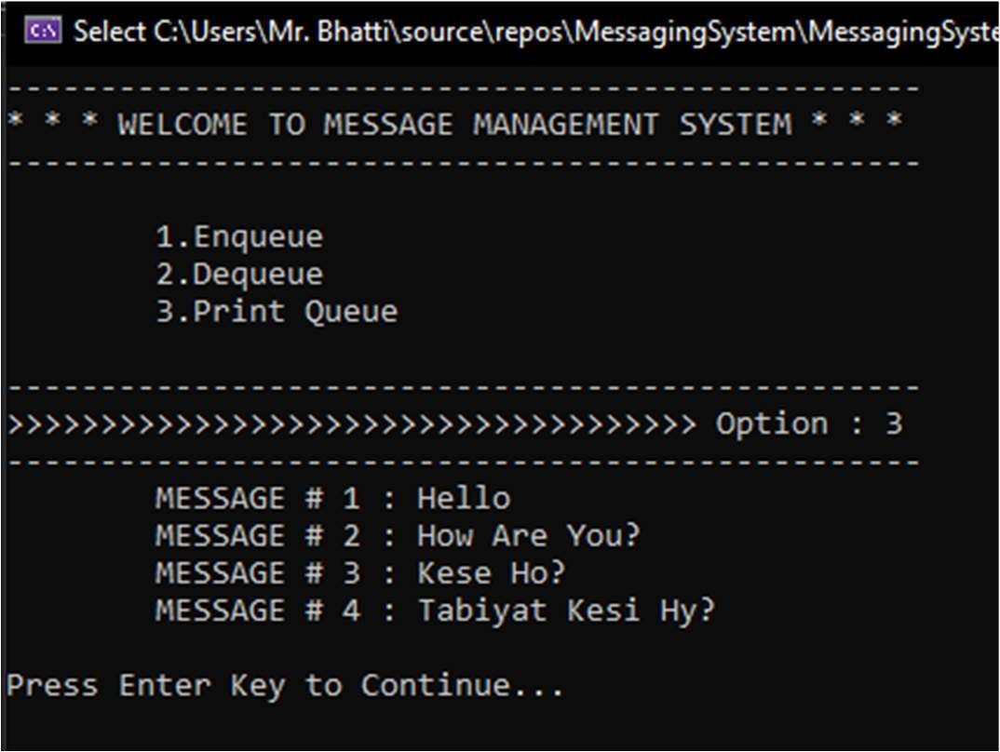 Select C:\Users\Mr. Bhatti\source\repos\MessagingSystem\MessagingSyste
--------------------------------------------------
* * * WELCOME TO MESSAGE MANAGEMENT SYSTEM * * *
--------------------------------------------------
1.Enqueue
2.Dequeue
3.Print Queue
--------------------------------------------------
>>>>>>>>>>>>>>>>>>>>>>>>>>>>>>>>>>>>> Option : 3
--------------------------------------------------
MESSAGE # 1 : Hello
MESSAGE # 2 : How Are You?
MESSAGE # 3 : Kese Ho?
MESSAGE # 4 : Tabiyat Kesi Hy?
Press Enter Key to Continue...